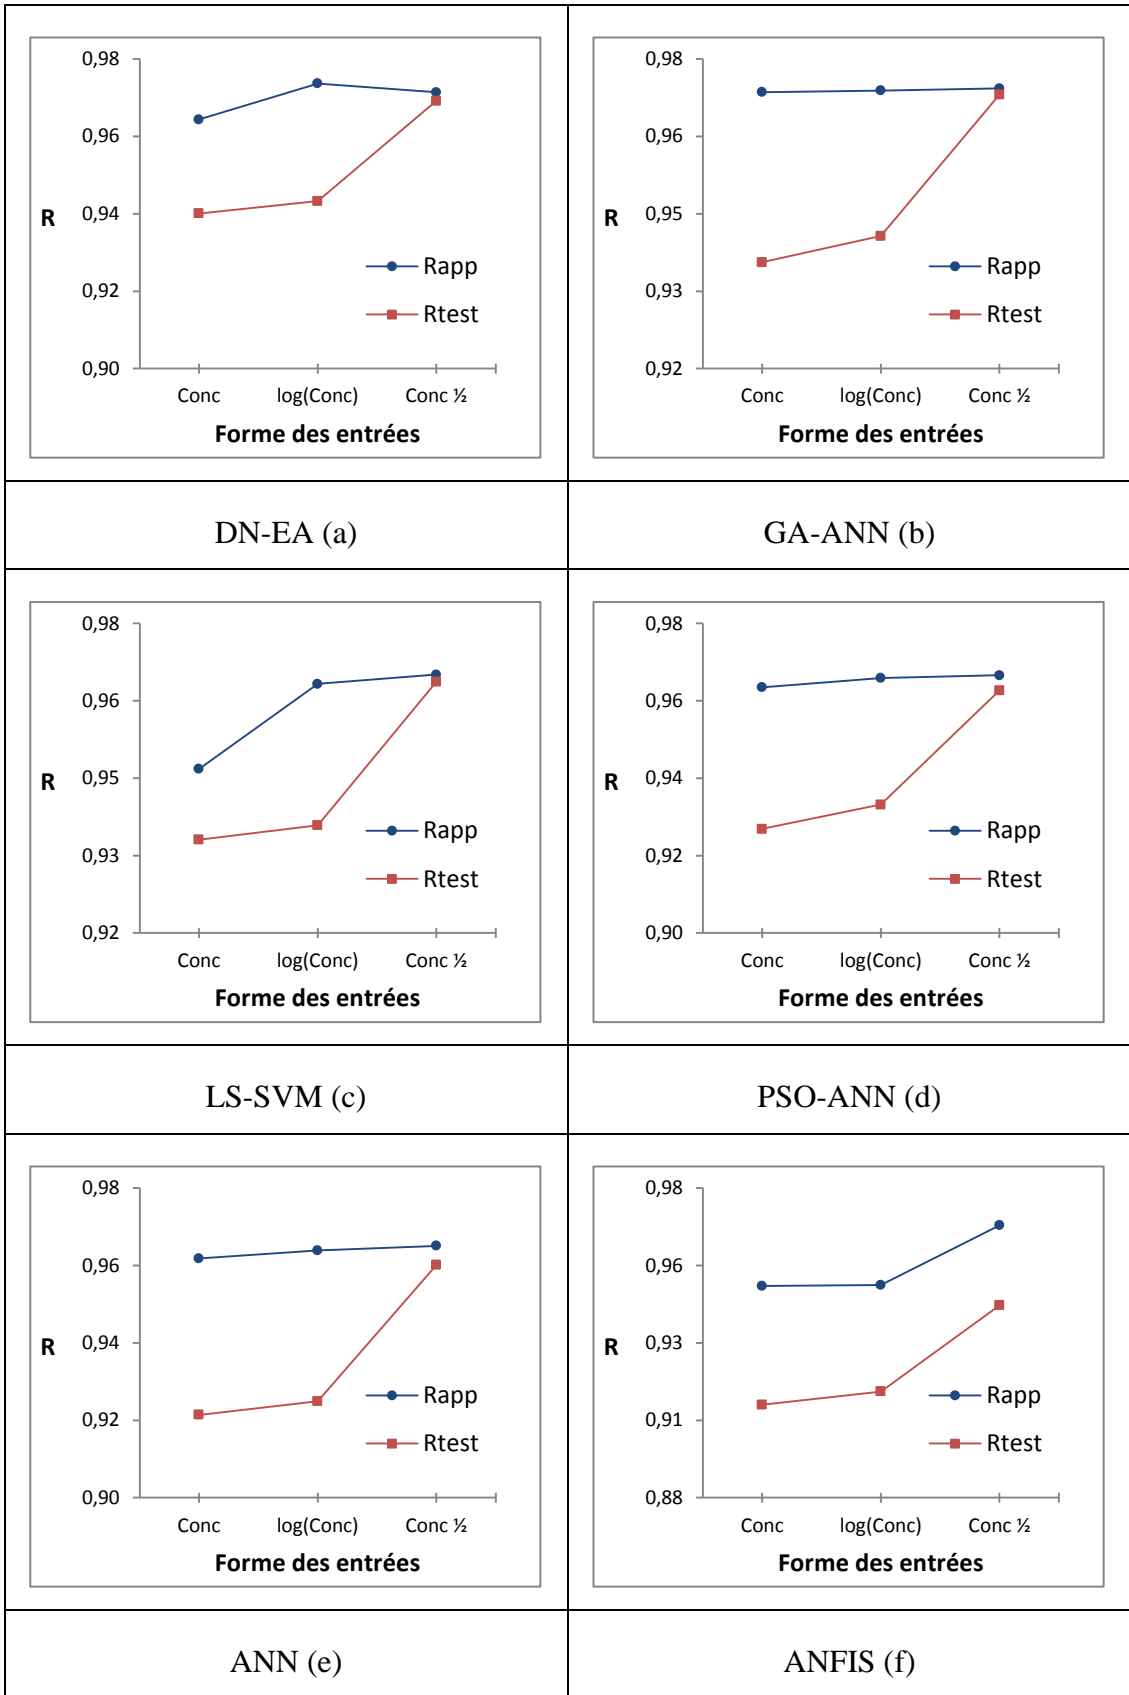 0,98
0,96
0,94
0,92
0,90
R
Rapp
Rtest
Conc log(Conc) Conc ½
Forme des entrées
0,98
0,96
0,95
0,93
0,92
R
Rapp
Rtest
Conc log(Conc) Conc ½
Forme des entrées
DN-EA (a)
GA-ANN (b)
0,98
0,96
0,95
0,93
0,92
R
Rapp
Rtest
Conc log(Conc) Conc ½
Forme des entrées
0,98
0,96
0,94
0,92
0,90
R
Rapp
Rtest
Conc log(Conc) Conc ½
Forme des entrées
LS-SVM (c)
PSO-ANN (d)
0,98
0,96
0,94
0,92
0,90
R
Rapp
Rtest
Conc log(Conc) Conc ½
Forme des entrées
0,98
0,96
0,93
0,91
0,88
R
Rapp
Rtest
Conc log(Conc) Conc ½
Forme des entrées
ANN (e)
ANFIS (f)